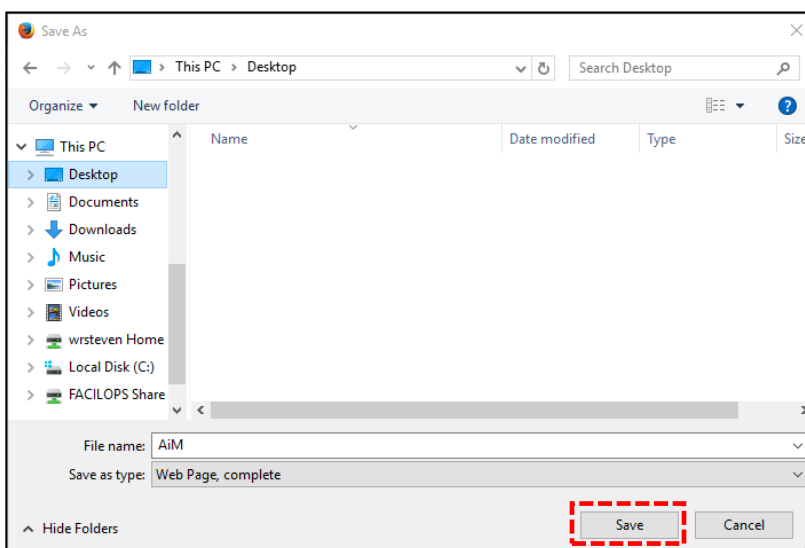 Save As
This PC > Desktop
Search Desktop
Organize
New folder
Name
Date modified
Type
Size
This PC
Desktop
Documents
Downloads
Music
Pictures
Videos
wrsteven Home
Local Disk (C:)
FACILOPS Share
File name: AiM
Save as type: Web Page, complete
Hide Folders
Save
Cancel